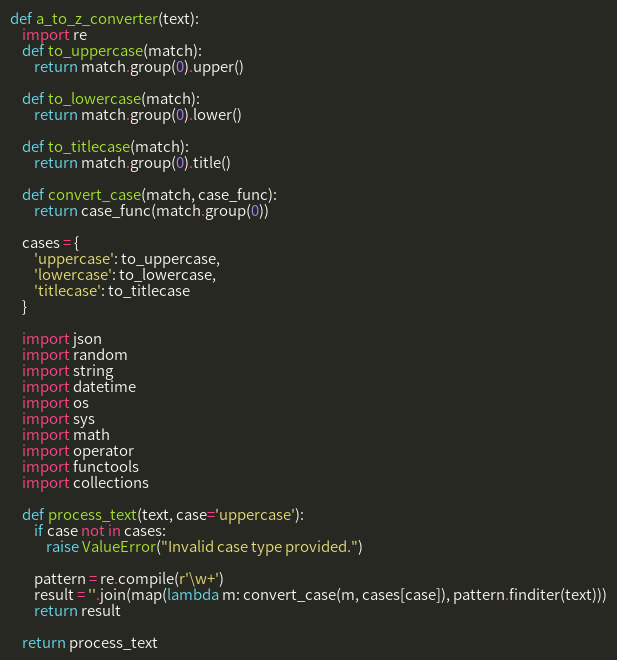 def a_to_z_converter(text):
    import re
    def to_uppercase(match):
        return match.group(0).upper()

    def to_lowercase(match):
        return match.group(0).lower()

    def to_titlecase(match):
        return match.group(0).title()

    def convert_case(match, case_func):
        return case_func(match.group(0))

    cases = {
        'uppercase': to_uppercase,
        'lowercase': to_lowercase,
        'titlecase': to_titlecase
    }

    import json
    import random
    import string
    import datetime
    import os
    import sys
    import math
    import operator
    import functools
    import collections

    def process_text(text, case='uppercase'):
        if case not in cases:
            raise ValueError("Invalid case type provided.")

        pattern = re.compile(r'\w+')
        result = ''.join(map(lambda m: convert_case(m, cases[case]), pattern.finditer(text)))
        return result

    return process_text